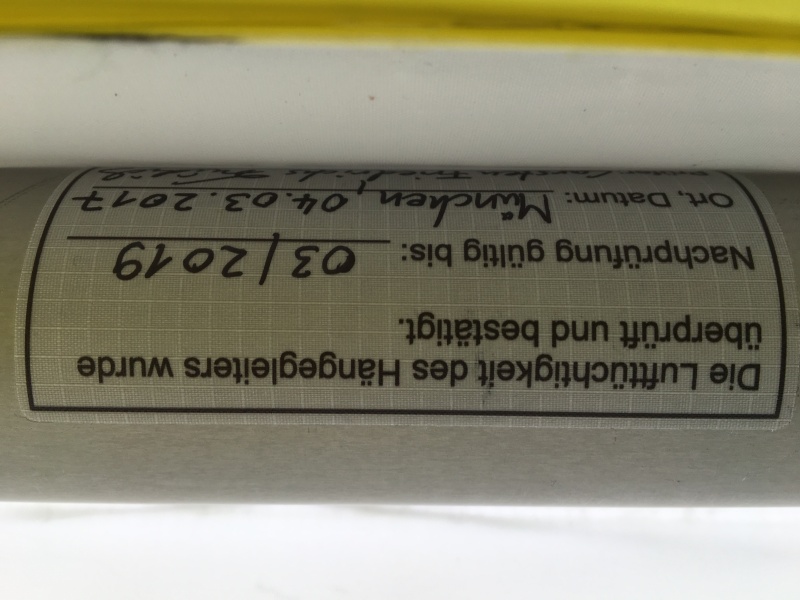 Die Lufttüchtigkeit des Hängegleiters wurde
überprüft und bestätigt.
Nachprüfung gültig bis: 03/2019
Ort, Datum: München, 04.03.2017